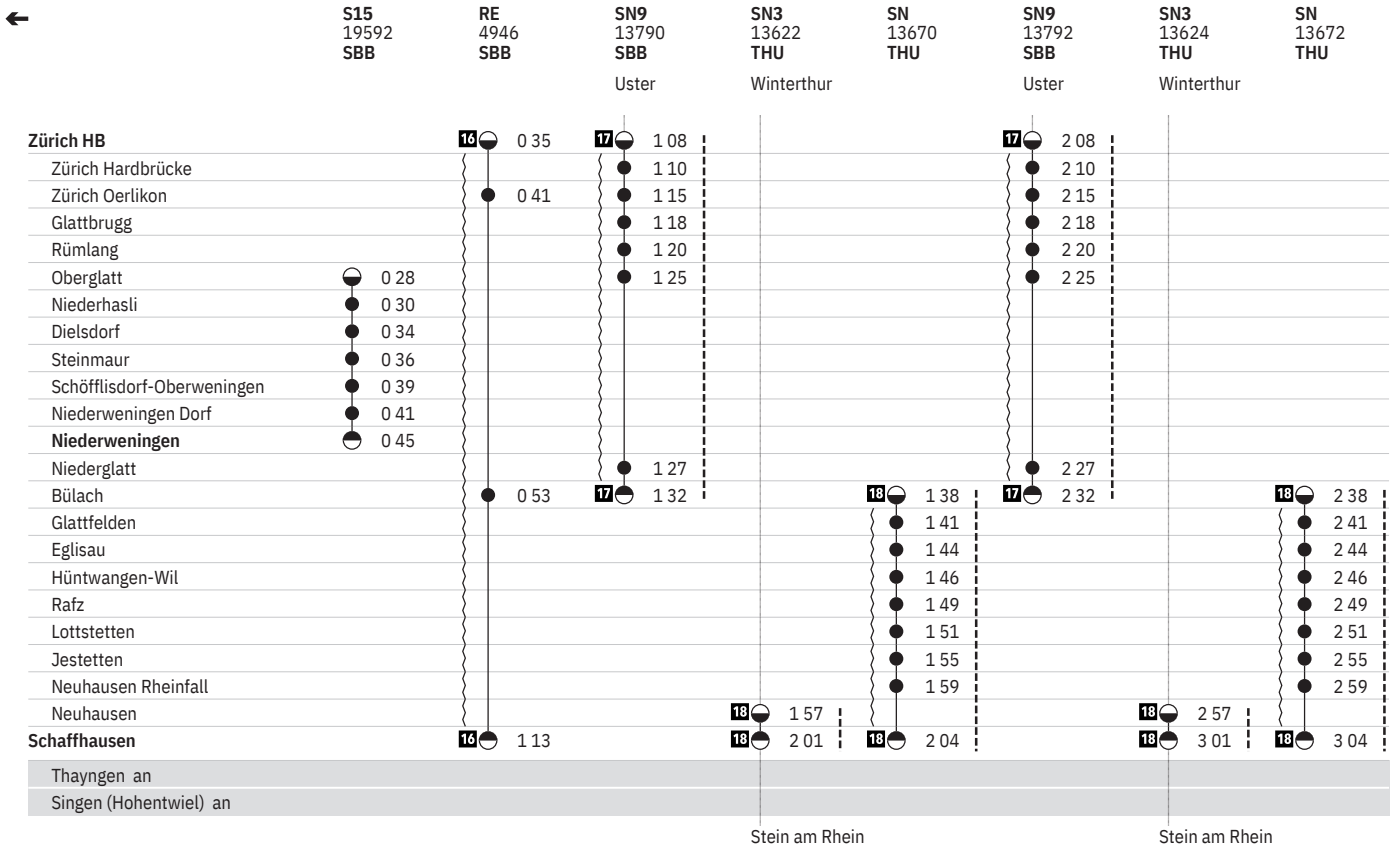 S15 RE SN9 SN3 SN SN9 SN3 SN
19592 4946 13790 13622 13670 13792 13624 13672
SBB SBB SBB THU THU SBB THU THU
Uster Winterthur Uster Winterthur
Zürich HB 16 0 35 17 1 08 17 2 08
Zürich Hardbrücke 1 10 2 10
Zürich Oerlikon 0 41 1 15 2 15
Glattbrugg 1 18 2 18
Rümlang 1 20 2 20
Oberglatt 0 28 1 25 2 25
Niederhasli 0 30
Dielsdorf 0 34
Steinmaur 0 36
Schöfflisdorf-Oberweningen 0 39
Niederweningen Dorf 0 41
Niederweningen 0 45
Niederglatt 1 27 2 27
Bülach 0 53 17 1 32 18 1 38 17 2 32 18 2 38
Glattfelden 1 41 2 41
Eglisau 1 44 2 44
Hüntwangen-Wil 1 46 2 46
Rafz 1 49 2 49
Lottstetten 1 51 2 51
Jestetten 1 55 2 55
Neuhausen Rheinfall 1 59 2 59
Neuhausen 18 1 57 18 2 57
Schaffhausen 16 1 13 18 2 01 18 2 04 18 3 01 18 3 04
Thayngen an
Singen (Hohentwiel) an
Stein am Rhein Stein am Rhein